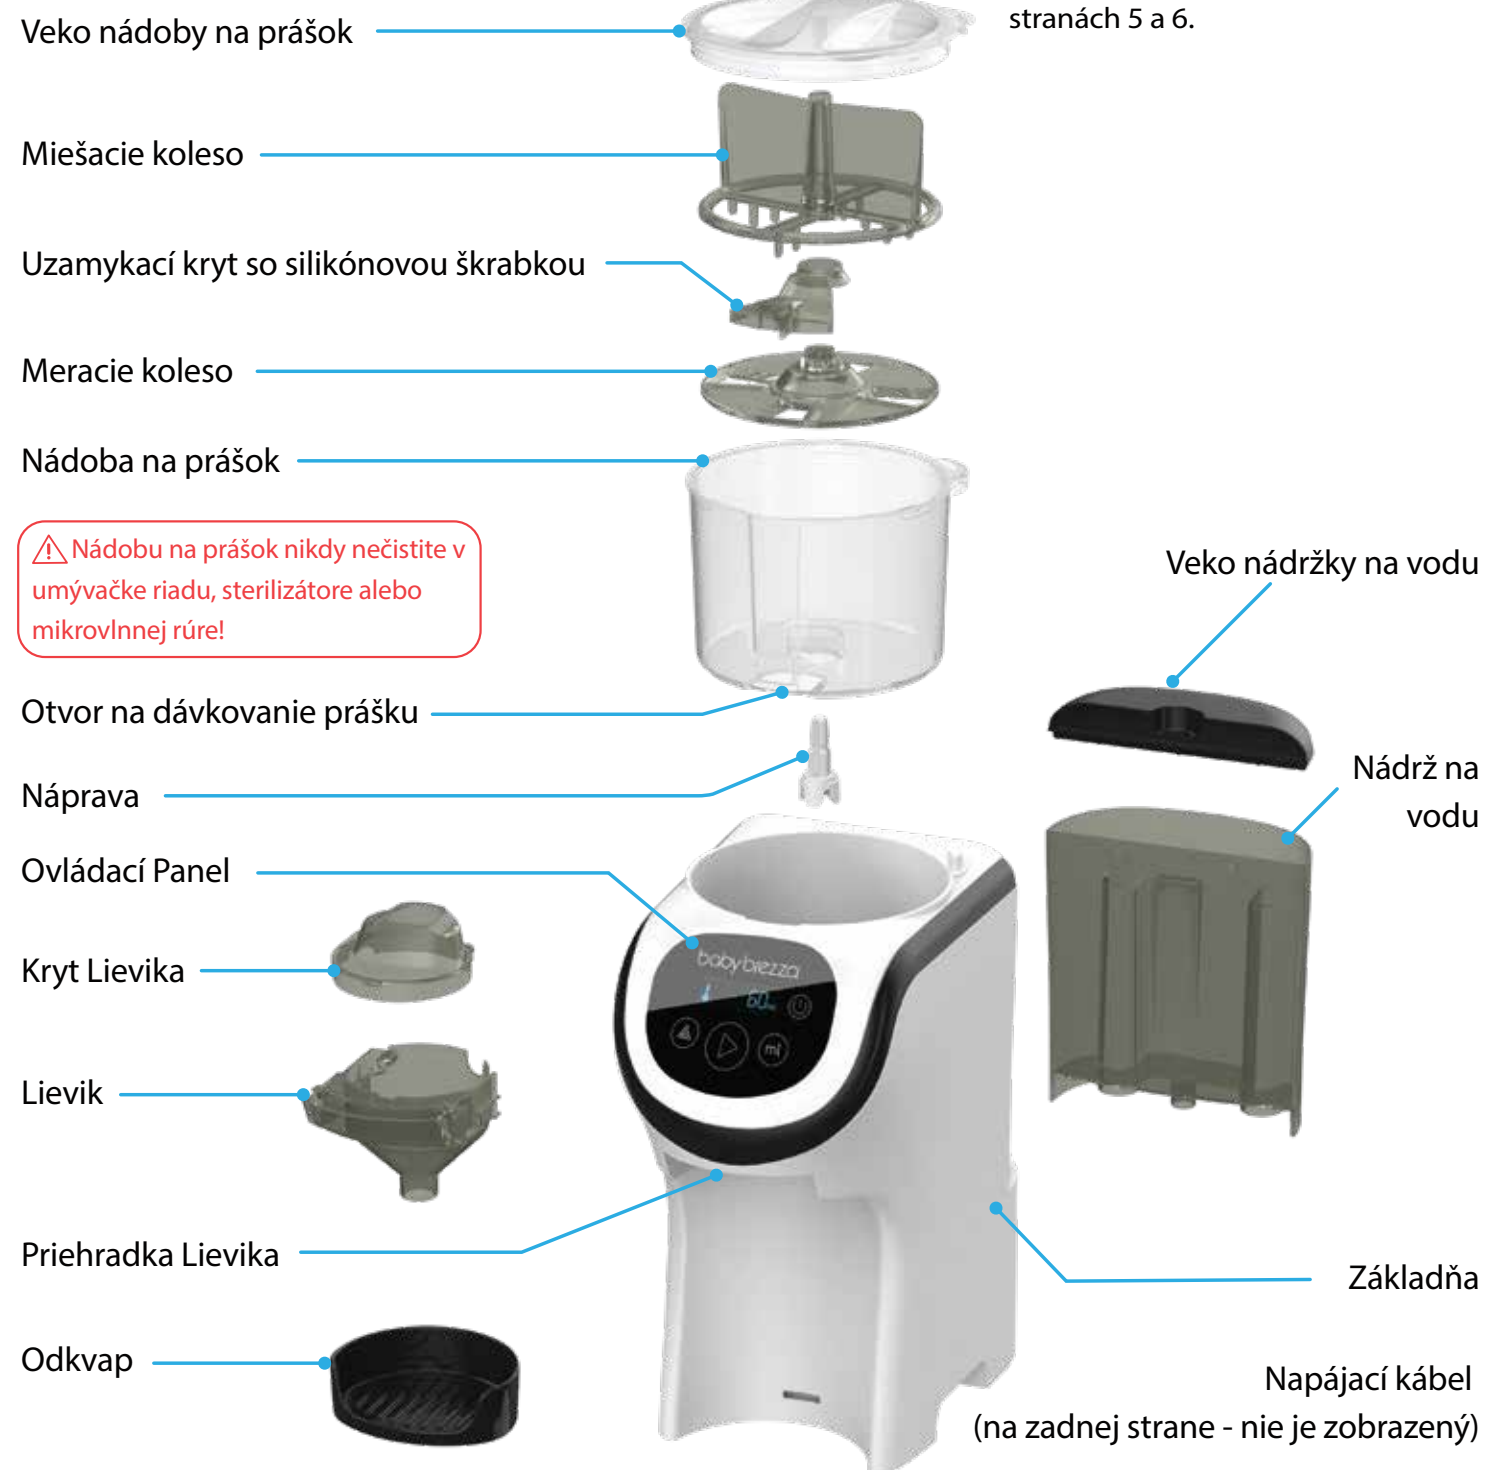 stranách 5 a 6.
Veko nádoby na prášok
Miešacie koleso
Uzamykací kryt so silikónovou škrabkou
Meracie koleso
Nádoba na prášok
Nádobu na prášok nikdy nečistite v
umývačke riadu, sterilizátore alebo
mikrovlnnej rúre!
Veko nádržky na vodu
Otvor na dávkovanie prášku
Nádrž na
vodu
Náprava
Ovládací Panel
babybrezza
60
ml
Kryt Lievika
Lievik
Priehradka Lievika
Základňa
Odkvap
Napájací kábel
(na zadnej strane - nie je zobrazený)